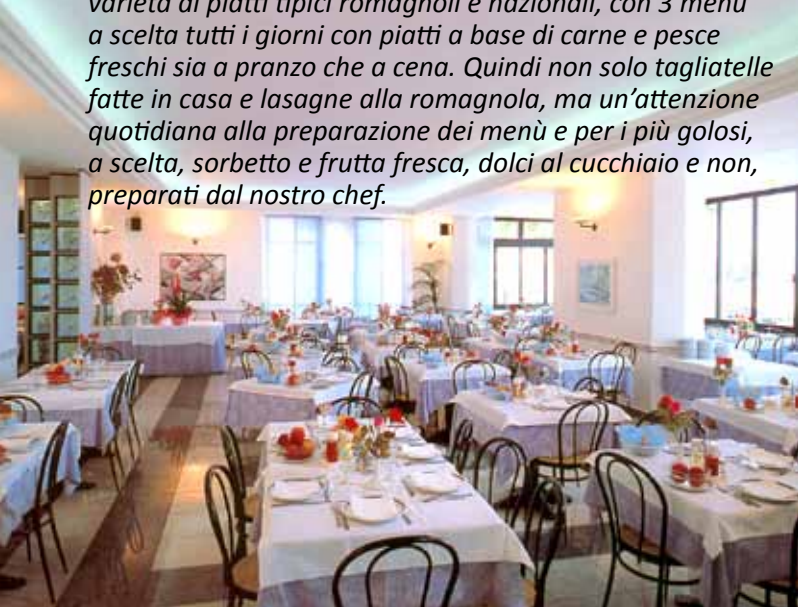 varietà di piatti tipici romagnoli e nazionali, con 3 menù
a scelta tutti i giorni con piatti a base di carne e pesce
freschi sia a pranzo che a cena. Quindi non solo tagliatelle
fatte in casa e lasagne alla romagnola, ma un'attenzione
quotidiana alla preparazione dei menù e per i più golosi,
a scelta, sorbetto e frutta fresca, dolci al cucchiaio e non,
preparati dal nostro chef.